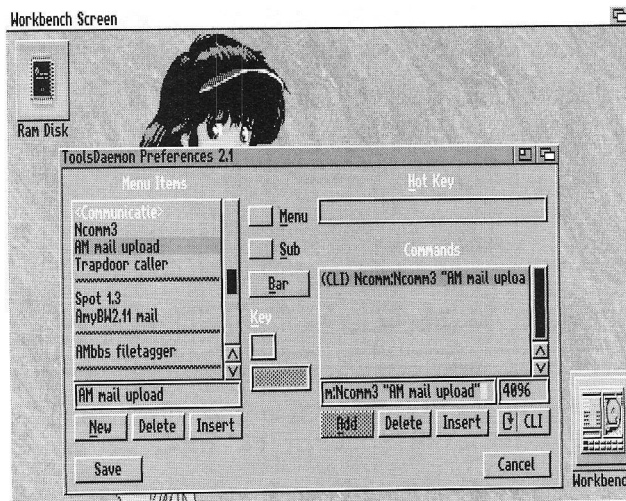 Workbench Screen
Ram Disk
ToolsDaemon Preferences 2.1
Menu Items
<Communicatie>
Ncomm3
AM mail upload
Trapdoor caller
Spot 1.3
AmyBW2.11 mail
AMbbs filetagger
AM mail upload
New Delete Insert
Save
Menu
Sub
Bar
Key
Hot Key
Commands
(CLI) Ncomm:Ncomm3 "AM mail uploa
m:Ncomm3 "AM mail upload" 4096
Add Delete Insert CLI
Cancel
Workbenc